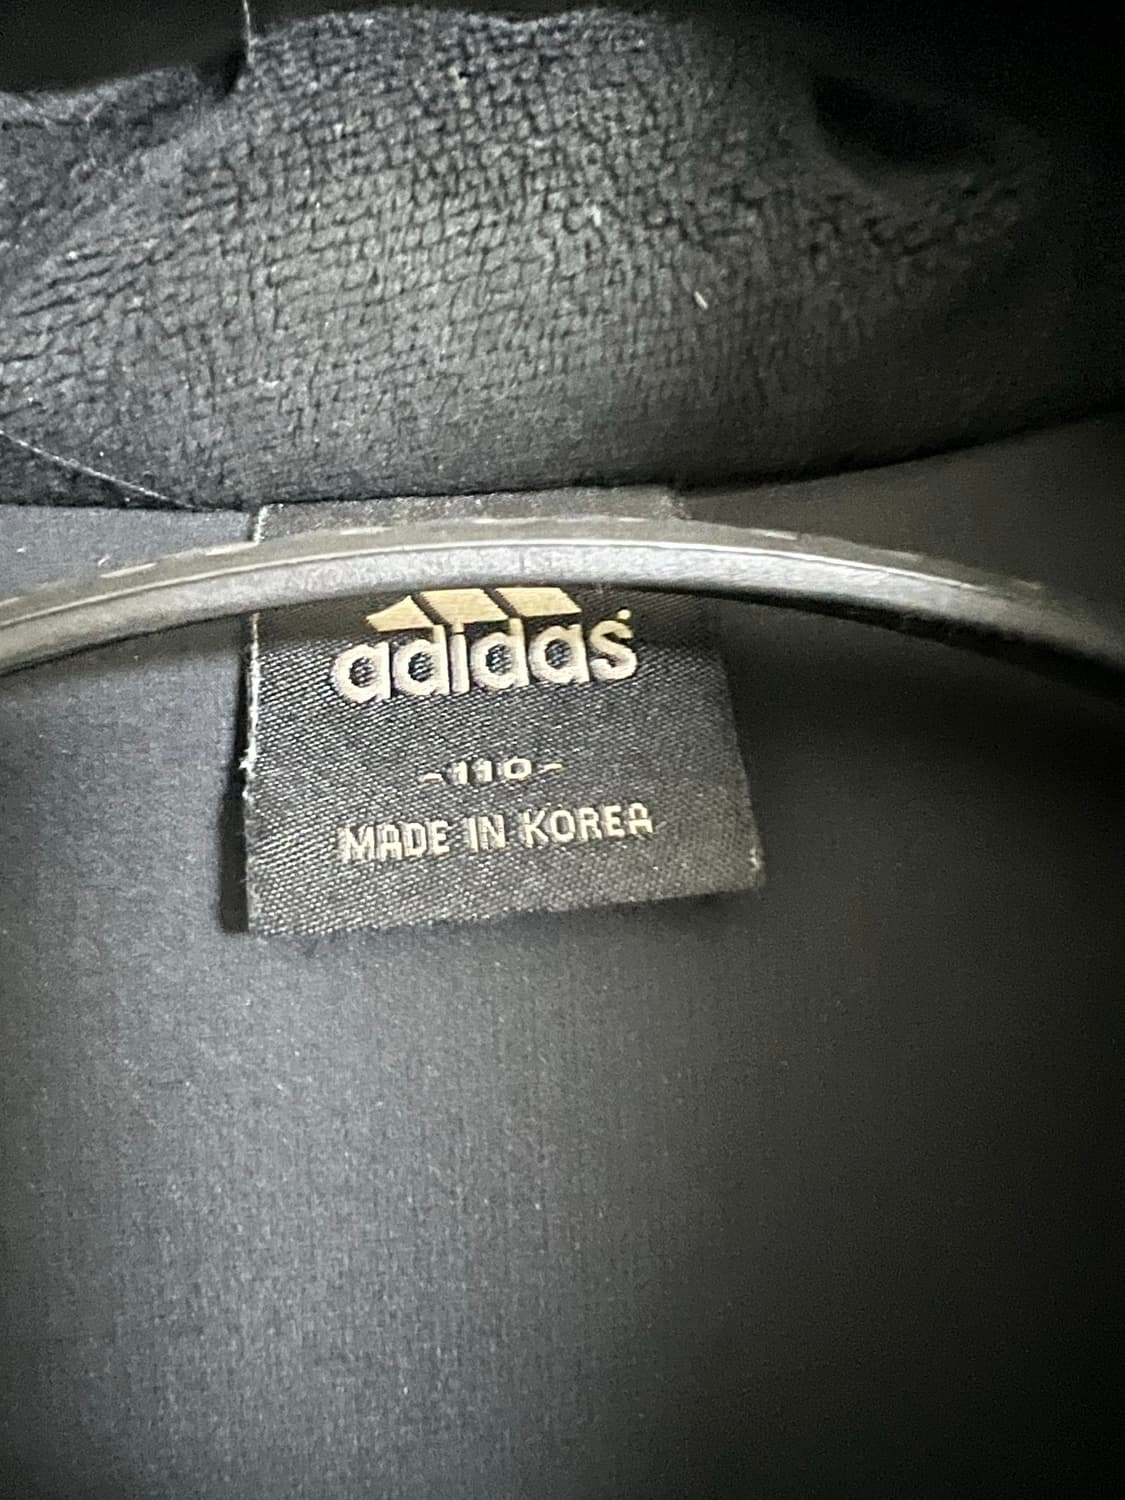 adidas
-110-
MADE IN KOREA